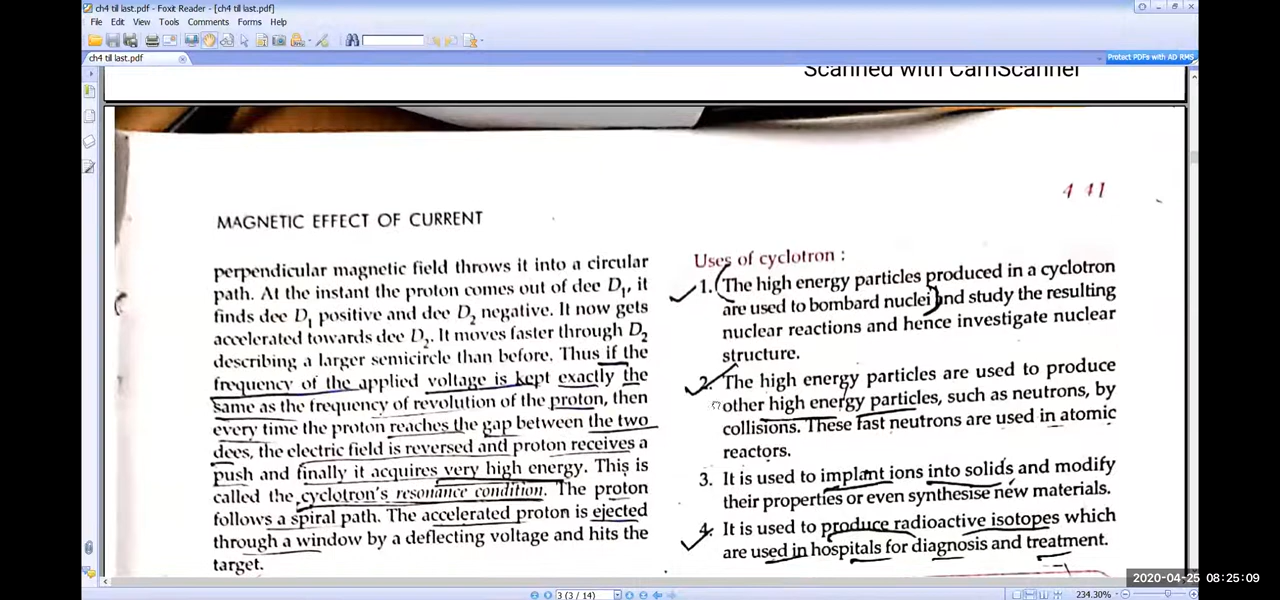 ch4 till last.pdf - Foxit Reader - [ch4 till last.pdf]
File Edit View Tools Comments Forms Help
ch4 till last.pdf
Protect PDFs with AD RMS
Scanned with CamScanner
4 41
MAGNETIC EFFECT OF CURRENT
perpendicular magnetic field throws it into a circular
path. At the instant the proton comes out of dee D1, it
finds dee D1 positive and dee D2 negative. It now gets
accelerated towards dee D2. It moves faster through D2
describing a larger semicircle than before. Thus if the
frequency of the applied voltage is kept exactly the
same as the frequency of revolution of the proton, then
every time the proton reaches the gap between the two
dees, the electric field is reversed and proton receives a
push and finally it acquires very high energy. This is
called the cyclotron's resonance condition. The proton
follows a spiral path. The accelerated proton is ejected
through a window by a deflecting voltage and hits the
target.
Uses of cyclotron :
1. The high energy particles produced in a cyclotron
are used to bombard nuclei and study the resulting
nuclear reactions and hence investigate nuclear
structure.
2. The high energy particles are used to produce
other high energy particles, such as neutrons, by
collisions. These fast neutrons are used in atomic
reactors.
3. It is used to implant ions into solids and modify
their properties or even synthesise new materials.
4. It is used to produce radioactive isotopes which
are used in hospitals for diagnosis and treatment.
3 (3 / 14)
234.30%
2020-04-25 08:25:09